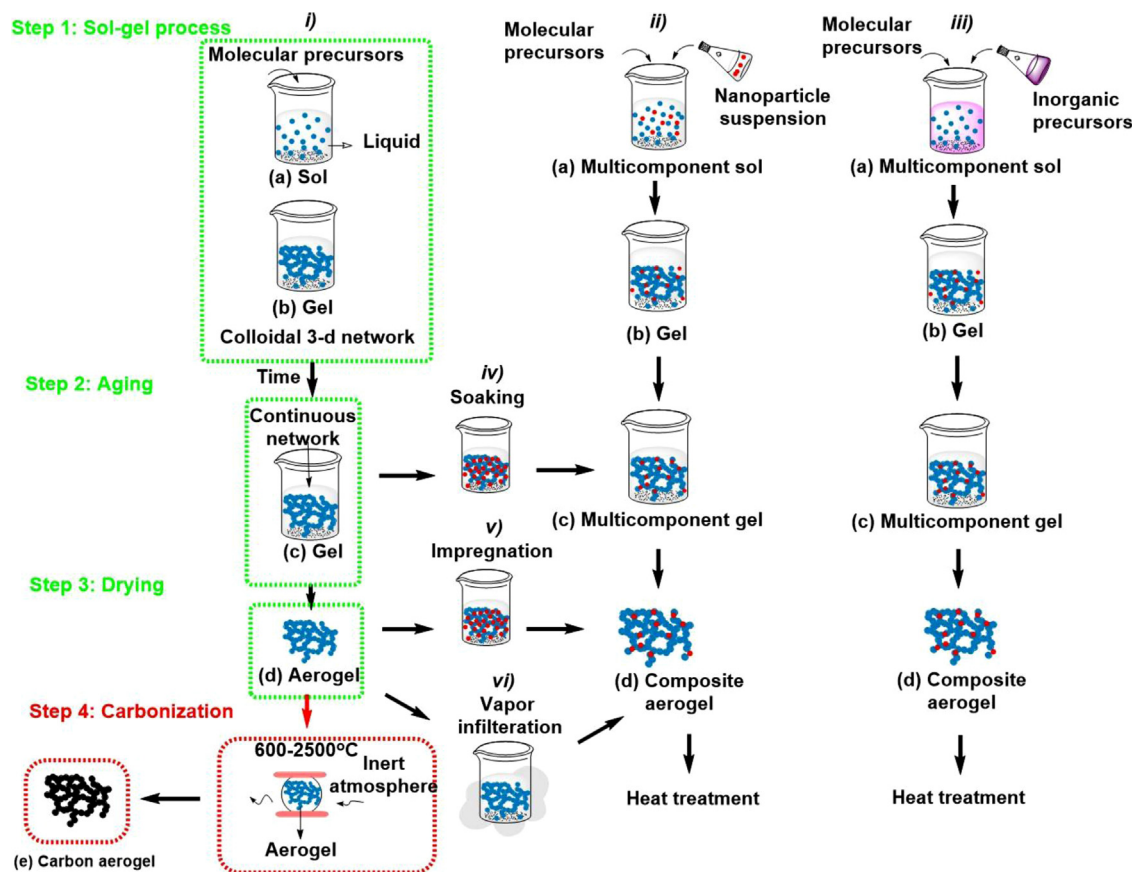 Step 1: Sol-gel process
i)
Molecular precursors
Liquid
(a) Sol
(b) Gel
Colloidal 3-d network
Time
Step 2: Aging
Continuous
network
(c) Gel
Step 3: Drying
(d) Aerogel
Step 4: Carbonization
600-2500°C
Inert
atmosphere
Aerogel
(e) Carbon aerogel
iv)
Soaking
v)
Impregnation
vi)
Vapor
infilteration
ii)
Molecular
precursors
Nanoparticle
suspension
(a) Multicomponent sol
(b) Gel
(c) Multicomponent gel
(d) Composite
aerogel
Heat treatment
iii)
Molecular
precursors
Inorganic
precursors
(a) Multicomponent sol
(b) Gel
(c) Multicomponent gel
(d) Composite
aerogel
Heat treatment